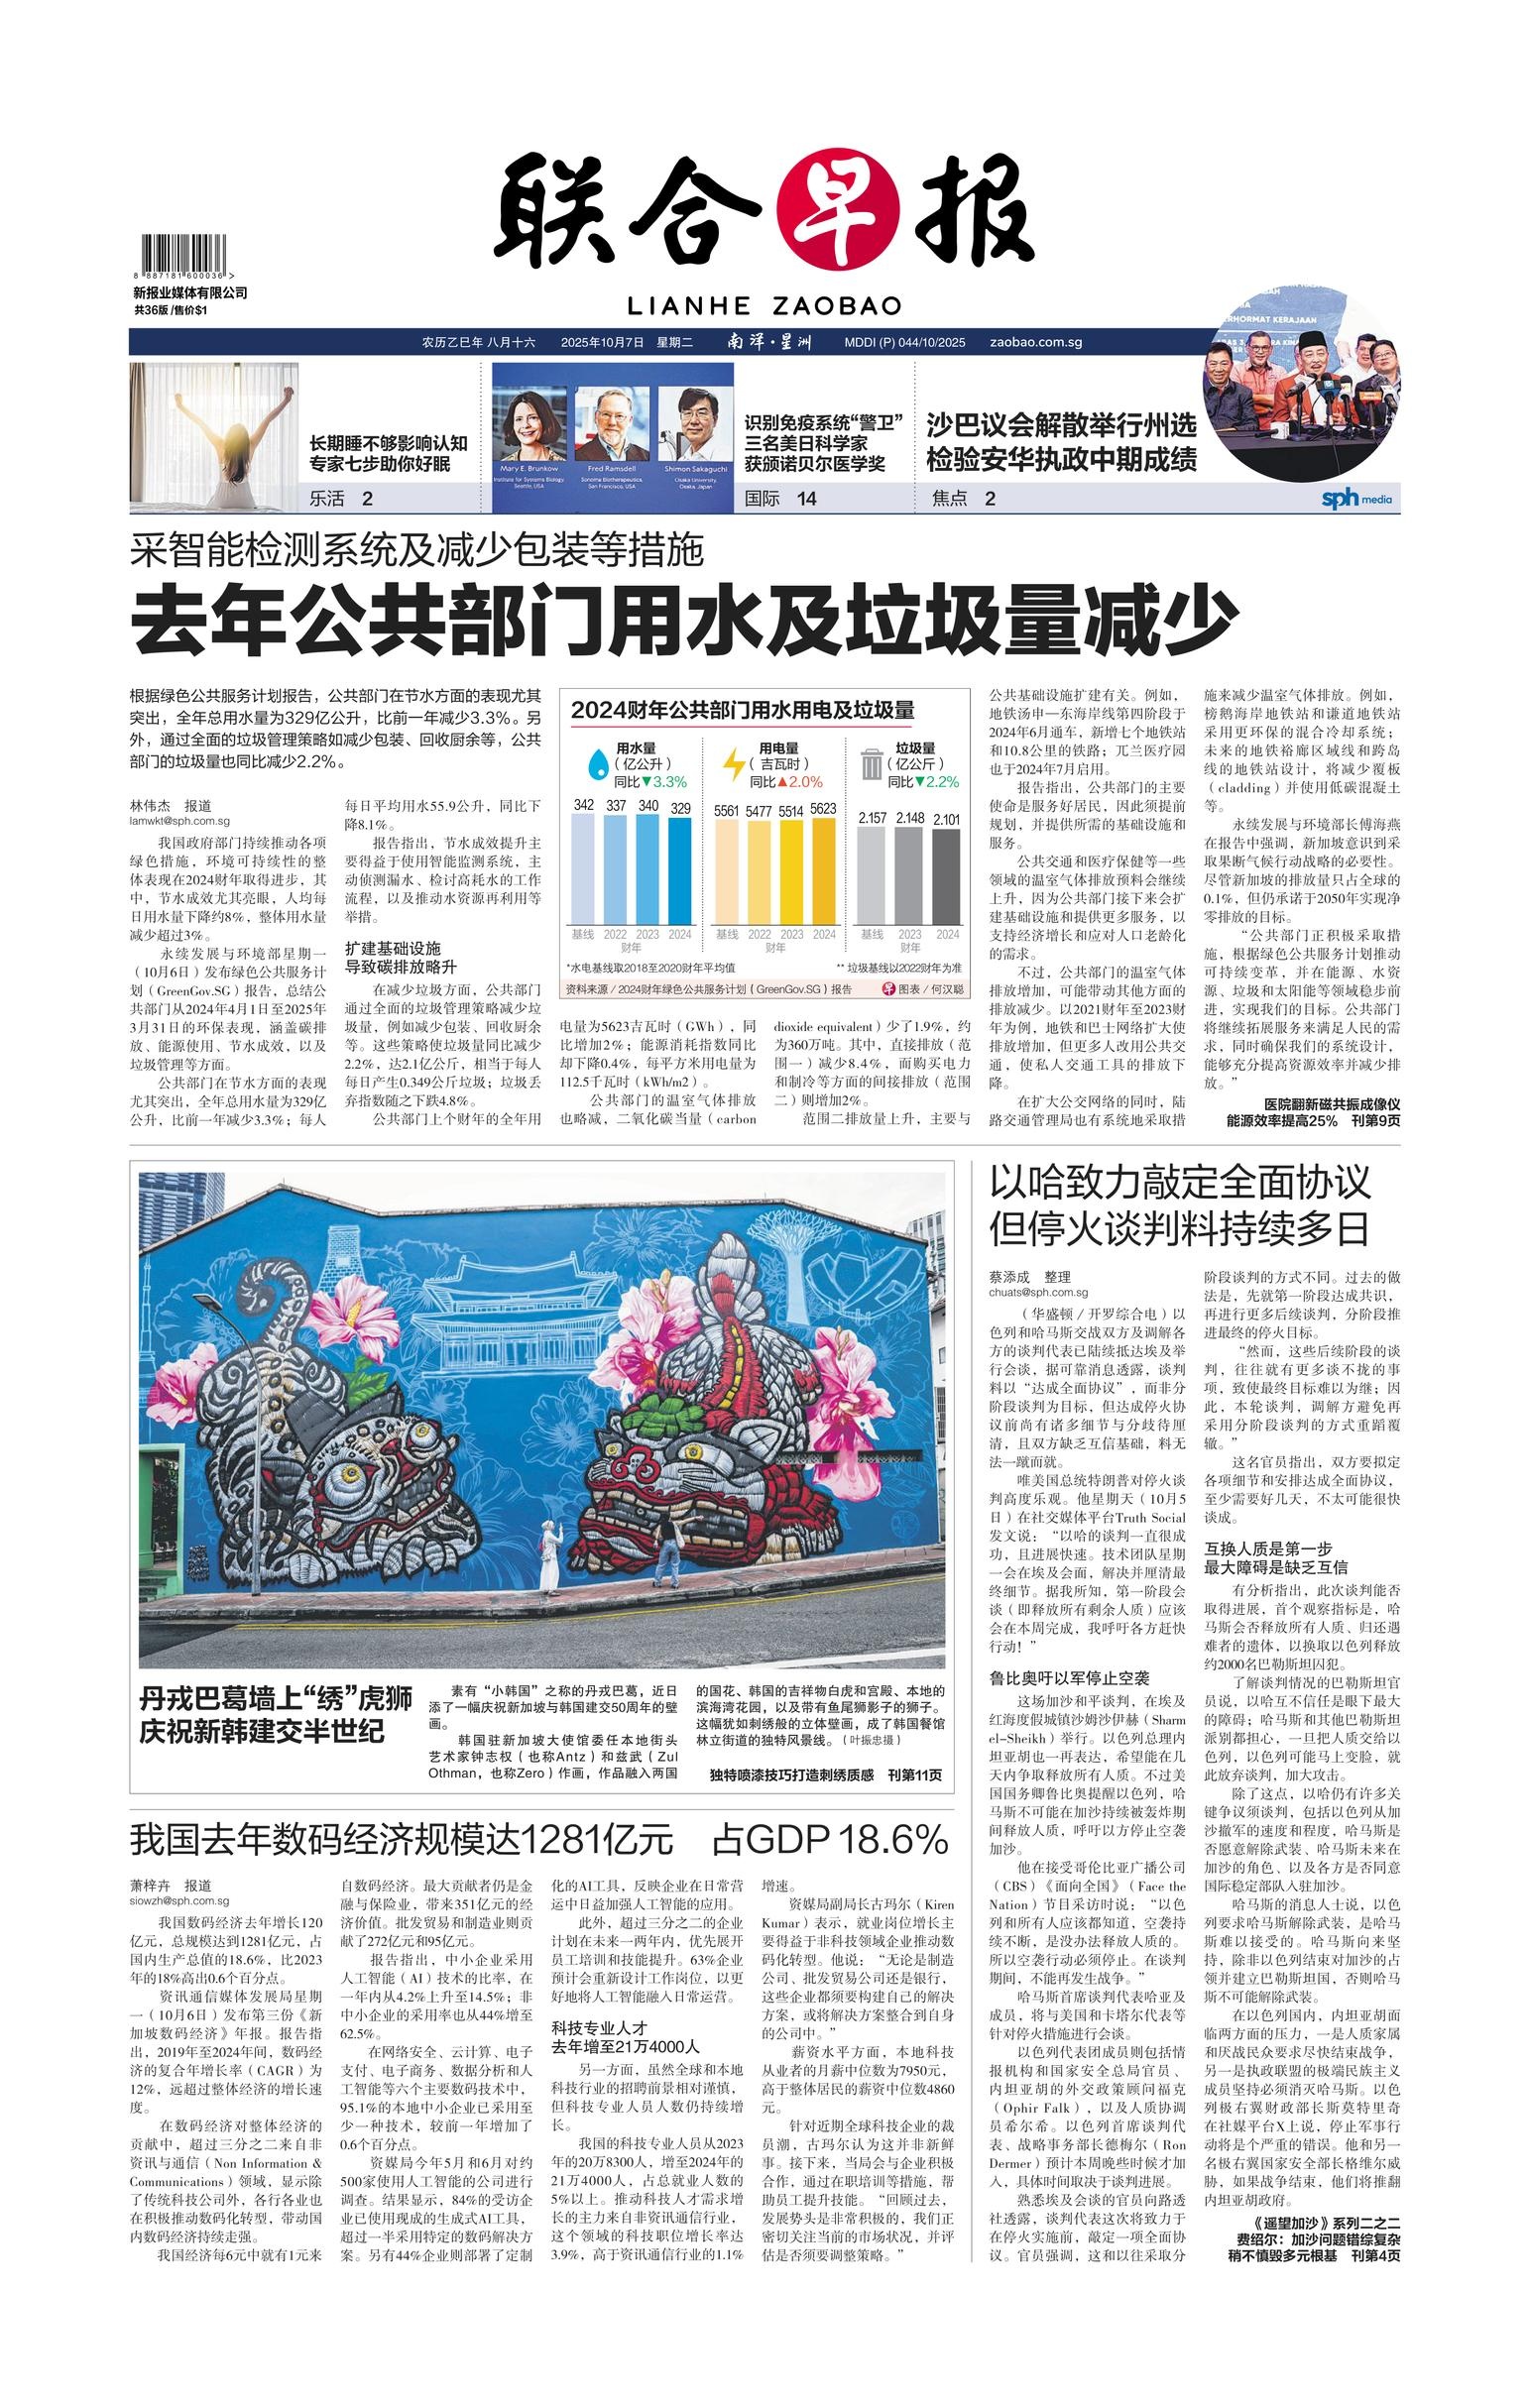 联合早报
LIANHE ZAOBAO
8 887181 600036 >
新报业媒体有限公司
共36版 /售价$1
农历乙巳年 八月十六 2025年10月7日 星期二 南洋·星洲 MDDI (P) 044/10/2025 zaobao.com.sg
长期睡不够影响认知
专家七步助你好眠
乐活 2
Mary E. Brunkow
Institute for Systems Biology
Seattle, USA
Fred Ramsdell
Sonoma Biotherapeutics,
San Francisco, USA
Shimon Sakaguchi
Osaka University,
Osaka, Japan
识别免疫系统“警卫”
三名美日科学家
获颁诺贝尔医学奖
国际 14
沙巴议会解散举行州选
检验安华执政中期成绩
焦点 2
sph media
采智能检测系统及减少包装等措施
去年公共部门用水及垃圾量减少
根据绿色公共服务计划报告，公共部门在节水方面的表现尤其
突出，全年总用水量为329亿公升，比前一年减少3.3%。另
外，通过全面的垃圾管理策略如减少包装、回收厨余等，公共
部门的垃圾量也同比减少2.2%。
林伟杰 报道
lamwkt@sph.com.sg
我国政府部门持续推动各项
绿色措施，环境可持续性的整
体表现在2024财年取得进步，其
中，节水成效尤其亮眼，人均每
日用水量下降约8%，整体用水量
减少超过3%。
永续发展与环境部星期一
（10月6日）发布绿色公共服务计
划（GreenGov.SG）报告，总结公
共部门从2024年4月1日至2025年
3月31日的环保表现，涵盖碳排
放、能源使用、节水成效，以及
垃圾管理等方面。
公共部门在节水方面的表现
尤其突出，全年总用水量为329亿
公升，比前一年减少3.3%；每人
每日平均用水55.9公升，同比下
降8.1%。
报告指出，节水成效提升主
要得益于使用智能监测系统，主
动侦测漏水、检讨高耗水的工作
流程，以及推动水资源再利用等
举措。
扩建基础设施
导致碳排放略升
在减少垃圾方面，公共部门
通过全面的垃圾管理策略减少垃
圾量，例如减少包装、回收厨余
等。这些策略使垃圾量同比减少
2.2%，达2.1亿公斤，相当于每人
每日产生0.349公斤垃圾；垃圾丢
弃指数随之下跌4.8%。
公共部门上个财年的全年用
2024财年公共部门用水用电及垃圾量
用水量
（亿公升）
同比▼3.3%
342 337 340 329
基线 2022 2023 2024
财年
用电量
（吉瓦时）
同比▲2.0%
5561 5477 5514 5623
基线 2022 2023 2024
财年
垃圾量
（亿公斤）
同比▼2.2%
2.157 2.148 2.101
基线 2023 2024
财年
*水电基线取2018至2020财年平均值
** 垃圾基线以2022财年为准
资料来源 / 2024财年绿色公共服务计划（GreenGov.SG）报告
早 图表 / 何汉聪
电量为5623吉瓦时（GWh），同
比增加2%；能源消耗指数同比
却下降0.4%，每平方米用电量为
112.5千瓦时（kWh/m2）。
公共部门的温室气体排放
也略减，二氧化碳当量（carbon
dioxide equivalent）少了1.9%，约
为360万吨。其中，直接排放（范
围一）减少8.4%，而购买电力
和制冷等方面的间接排放（范围
二）则增加2%。
范围二排放量上升，主要与
公共基础设施扩建有关。例如，
地铁汤申—东海岸线第四阶段于
2024年6月通车，新增七个地铁站
和10.8公里的铁路；兀兰医疗园
也于2024年7月启用。
报告指出，公共部门的主要
使命是服务好居民，因此须提前
规划，并提供所需的基础设施和
服务。
公共交通和医疗保健等一些
领域的温室气体排放预料会继续
上升，因为公共部门接下来会扩
建基础设施和提供更多服务，以
支持经济增长和应对人口老龄化
的需求。
不过，公共部门的温室气体
排放增加，可能带动其他方面的
排放减少。以2021财年至2023财
年为例，地铁和巴士网络扩大使
排放增加，但更多人改用公共交
通，使私人交通工具的排放下
降。
在扩大公交网络的同时，陆
路交通管理局也有系统地采取措
施来减少温室气体排放。例如，
榜鹅海岸地铁站和谦道地铁站
采用更环保的混合冷却系统；
未来的地铁裕廊区域线和跨岛
线的地铁站设计，将减少覆板
（cladding）并使用低碳混凝土
等。
永续发展与环境部长傅海燕
在报告中强调，新加坡意识到采
取果断气候行动战略的必要性。
尽管新加坡的排放量只占全球的
0.1%，但仍承诺于2050年实现净
零排放的目标。
“公共部门正积极采取措
施，根据绿色公共服务计划推动
可持续变革，并在能源、水资
源、垃圾和太阳能等领域稳步前
进，实现我们的目标。公共部门
将继续拓展服务来满足人民的需
求，同时确保我们的系统设计，
能够充分提高资源效率并减少排
放。”
医院翻新磁共振成像仪
能源效率提高25% 刊第9页
丹戎巴葛墙上“绣”虎狮
庆祝新韩建交半世纪
素有“小韩国”之称的丹戎巴葛，近日
添了一幅庆祝新加坡与韩国建交50周年的壁
画。
韩国驻新加坡大使馆委任本地街头
艺术家钟志权（也称Antz）和兹武（Zul
Othman，也称Zero）作画，作品融入两国
的国花、韩国的吉祥物白虎和宫殿、本地的
滨海湾花园，以及带有鱼尾狮影子的狮子。
这幅犹如刺绣般的立体壁画，成了韩国餐馆
林立街道的独特风景线。（叶振忠摄）
独特喷漆技巧打造刺绣质感 刊第11页
以哈致力敲定全面协议
但停火谈判料持续多日
蔡添成 整理
chuats@sph.com.sg
（华盛顿／开罗综合电）以
色列和哈马斯交战双方及调解各
方的谈判代表已陆续抵达埃及举
行会谈，据可靠消息透露，谈判
料以“达成全面协议”，而非分
阶段谈判为目标，但达成停火协
议前尚有诸多细节与分歧待厘
清，且双方缺乏互信基础，料无
法一蹴而就。
唯美国总统特朗普对停火谈
判高度乐观。他星期天（10月5
日）在社交媒体平台Truth Social
发文说：“以哈的谈判一直很成
功，且进展快速。技术团队星期
一会在埃及会面，解决并厘清最
终细节。据我所知，第一阶段会
谈（即释放所有剩余人质）应该
会在本周完成，我呼吁各方赶快
行动！”
鲁比奥吁以军停止空袭
这场加沙和平谈判，在埃及
红海度假城镇沙姆沙伊赫（Sharm
el-Sheikh）举行。以色列总理内
坦亚胡也一再表达，希望能在几
天内争取释放所有人质。不过美
国国务卿鲁比奥提醒以色列，哈
马斯不可能在加沙持续被轰炸期
间释放人质，呼吁以方停止空袭
加沙。
他在接受哥伦比亚广播公司
（CBS）《面向全国》（Face the
Nation）节目采访时说：“以色
列和所有人应该都知道，空袭持
续不断，是没办法释放人质的。
所以空袭行动必须停止。在谈判
期间，不能再发生战争。”
哈马斯首席谈判代表哈亚及
成员，将与美国和卡塔尔代表等
针对停火措施进行会谈。
以色列代表团成员则包括情
报机构和国家安全总局官员、
内坦亚胡的外交政策顾问福克
（Ophir Falk），以及人质协调
员希尔希。以色列首席谈判代
表、战略事务部长德梅尔（Ron
Dermer）预计本周晚些时候才加
入，具体时间取决于谈判进展。
熟悉埃及会谈的官员向路透
社透露，谈判代表这次将致力于
在停火实施前，敲定一项全面协
议。官员强调，这和以往采取分
阶段谈判的方式不同。过去的做
法是，先就第一阶段达成共识，
再进行更多后续谈判，分阶段推
进最终的停火目标。
“然而，这些后续阶段的谈
判，往往就有更多谈不拢的事
项，致使最终目标难以为继；因
此，本轮谈判，调解方避免再
采用分阶段谈判的方式重蹈覆
辙。”
这名官员指出，双方要拟定
各项细节和安排达成全面协议，
至少需要好几天，不太可能很快
谈成。
互换人质是第一步
最大障碍是缺乏互信
有分析指出，此次谈判能否
取得进展，首个观察指标是，哈
马斯会否释放所有人质、归还遇
难者的遗体，以换取以色列释放
约2000名巴勒斯坦囚犯。
了解谈判情况的巴勒斯坦官
员说，以哈互不信任是眼下最大
的障碍；哈马斯和其他巴勒斯坦
派别都担心，一旦把人质交给以
色列，以色列可能马上变脸，就
此放弃谈判，加大攻击。
除了这点，以哈仍有许多关
键争议须谈判，包括以色列从加
沙撤军的速度和程度，哈马斯是
否愿意解除武装、哈马斯未来在
加沙的角色、以及各方是否同意
国际稳定部队入驻加沙。
哈马斯的消息人士说，以色
列要求哈马斯解除武装，是哈马
斯难以接受的。哈马斯向来坚
持，除非以色列结束对加沙的占
领并建立巴勒斯坦国，否则哈马
斯不可能解除武装。
在以色列国内，内坦亚胡面
临两方面的压力，一是人质家属
和厌战民众要求尽快结束战争，
另一是执政联盟的极端民族主义
成员坚持必须消灭哈马斯。以色
列极右翼财政部长斯莫特里奇
在社媒平台X上说，停止军事行
动将是个严重的错误。他和另一
名极右翼国家安全部长格维尔威
胁，如果战争结束，他们将推翻
内坦亚胡政府。
《遥望加沙》系列二之二
费绍尔：加沙问题错综复杂
稍不慎毁多元根基 刊第4页
我国去年数码经济规模达1281亿元 占GDP 18.6%
萧梓卉 报道
siowzh@sph.com.sg
我国数码经济去年增长120
亿元，总规模达到1281亿元，占
国内生产总值的18.6%，比2023
年的18%高出0.6个百分点。
资讯通信媒体发展局星期
一（10月6日）发布第三份《新
加坡数码经济》年报。报告指
出，2019年至2024年间，数码经
济的复合年增长率（CAGR）为
12%，远超过整体经济的增长速
度。
在数码经济对整体经济的
贡献中，超过三分之二来自非
资讯与通信（Non Information &
Communications）领域，显示除
了传统科技公司外，各行各业也
在积极推动数码化转型，带动国
内数码经济持续走强。
我国经济每6元中就有1元来
自数码经济。最大贡献者仍是金
融与保险业，带来351亿元的经
济价值。批发贸易和制造业则贡
献了272亿元和95亿元。
报告指出，中小企业采用
人工智能（AI）技术的比率，在
一年内从4.2%上升至14.5%；非
中小企业的采用率也从44%增至
62.5%。
在网络安全、云计算、电子
支付、电子商务、数据分析和人
工智能等六个主要数码技术中，
95.1%的本地中小企业已采用至
少一种技术，较前一年增加了
0.6个百分点。
资媒局今年5月和6月对约
500家使用人工智能的公司进行
调查。结果显示，84%的受访企
业已使用现成的生成式AI工具，
超过一半采用特定的数码解决方
案。另有44%企业则部署了定制
化的AI工具，反映企业在日常营
运中日益加强人工智能的应用。
此外，超过三分之二的企业
计划在未来一两年内，优先展开
员工培训和技能提升。63%企业
预计会重新设计工作岗位，以更
好地将人工智能融入日常运营。
科技专业人才
去年增至21万4000人
另一方面，虽然全球和本地
科技行业的招聘前景相对谨慎，
但科技专业人员人数仍持续增
长。
我国的科技专业人员从2023
年的20万8300人，增至2024年的
21万4000人，占总就业人数的
5%以上。推动科技人才需求增
长的主力来自非资讯通信行业，
这个领域的科技职位增长率达
3.9%，高于资讯通信行业的1.1%
增速。
资媒局副局长古玛尔（Kiren
Kumar）表示，就业岗位增长主
要得益于非科技领域企业推动数
码化转型。他说：“无论是制造
公司、批发贸易公司还是银行，
这些企业都须要构建自己的解决
方案，或将解决方案整合到自身
的公司中。”
薪资水平方面，本地科技
从业者的月薪中位数为7950元，
高于整体居民的薪资中位数4860
元。
针对近期全球科技企业的裁
员潮，古玛尔认为这并非新鲜
事。接下来，当局会与企业积极
合作，通过在职培训等措施，帮
助员工提升技能。“回顾过去，
发展势头是非常积极的，我们正
密切关注当前的市场状况，并评
估是否须要调整策略。”